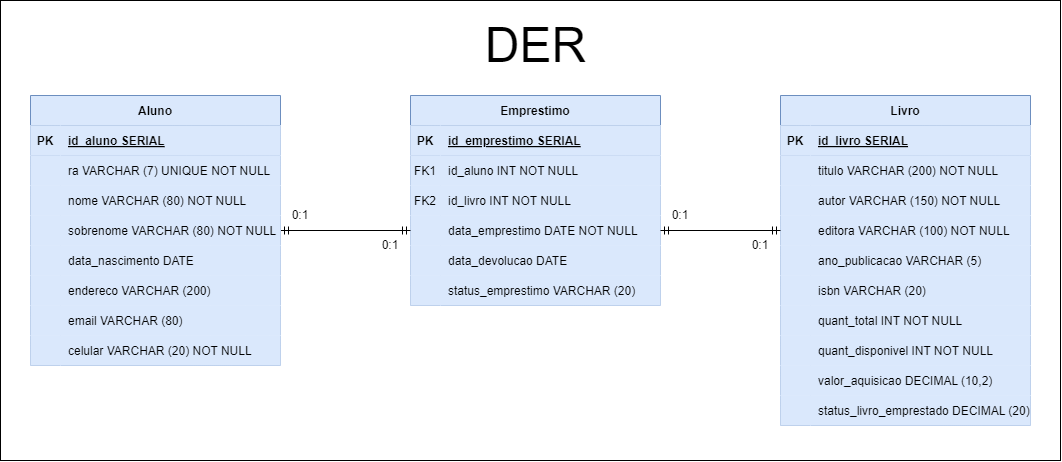 DER
Aluno
PK id_aluno SERIAL
ra VARCHAR (7) UNIQUE NOT NULL
nome VARCHAR (80) NOT NULL
sobrenome VARCHAR (80) NOT NULL
data_nascimento DATE
endereco VARCHAR (200)
email VARCHAR (80)
celular VARCHAR (20) NOT NULL
0:1
0:1
Emprestimo
PK id_emprestimo SERIAL
FK1 id_aluno INT NOT NULL
FK2 id_livro INT NOT NULL
data_emprestimo DATE NOT NULL
data_devolucao DATE
status_emprestimo VARCHAR (20)
0:1
0:1
Livro
PK id_livro SERIAL
titulo VARCHAR (200) NOT NULL
autor VARCHAR (150) NOT NULL
editora VARCHAR (100) NOT NULL
ano_publicacao VARCHAR (5)
isbn VARCHAR (20)
quant_total INT NOT NULL
quant_disponivel INT NOT NULL
valor_aquisicao DECIMAL (10,2)
status_livro_emprestado DECIMAL (20)